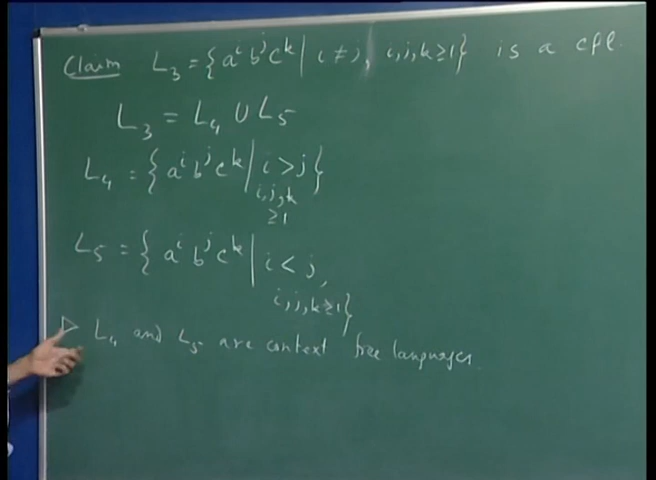 Claim L₃ = { aⁱ bʲ cᵏ | i ≠ j, i,j,k ≥ 1} is a cfl.
L₃ = L₄ ∪ L₅
L₄ = { aⁱ bʲ cᵏ | i > j }
i,j,k
≥1
L₅ = { aⁱ bʲ cᵏ | i < j,
i,j,k ≥ 1}
▷ L₄ and L₅ are context free languages.